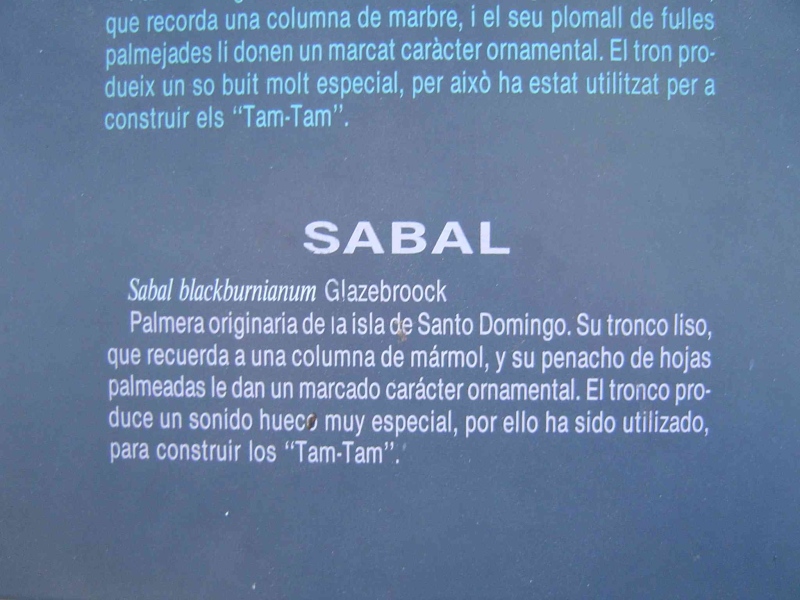 que recorda una columna de marbre, i el seu plomall de fulles
palmejades li donen un marcat caràcter ornamental. El tron pro-
dueix un so buit molt especial, per això ha estat utilitzat per a
construir els “Tam-Tam”.
SABAL
Sabal blackburnianum Glazebroock
Palmera originaria de la isla de Santo Domingo. Su tronco liso,
que recuerda a una columna de mármol, y su penacho de hojas
palmeadas le dan un marcado carácter ornamental. El tronco pro-
duce un sonido hueco muy especial, por ello ha sido utilizado,
para construir los “Tam-Tam”.